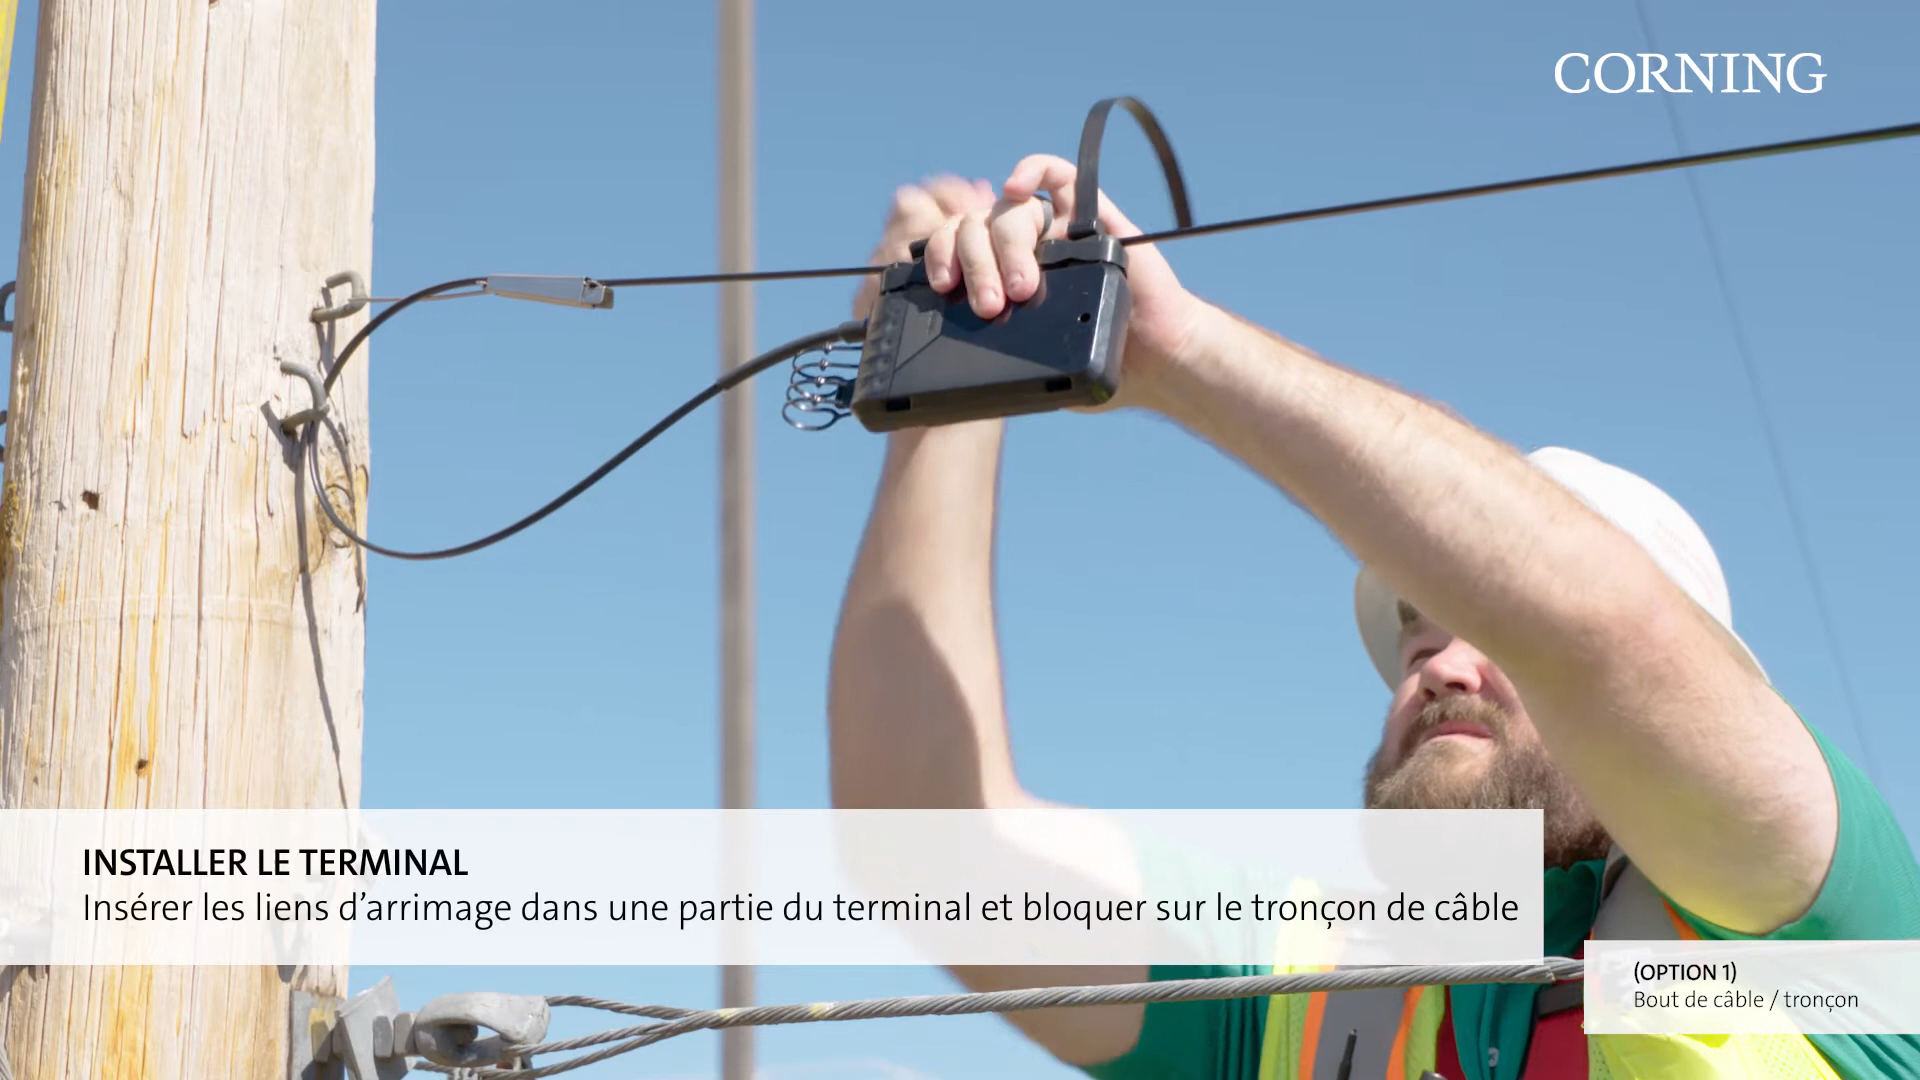 CORNING
INSTALLER LE TERMINAL
Insérer les liens d’arrimage dans une partie du terminal et bloquer sur le tronçon de câble
(OPTION 1)
Bout de câble / tronçon